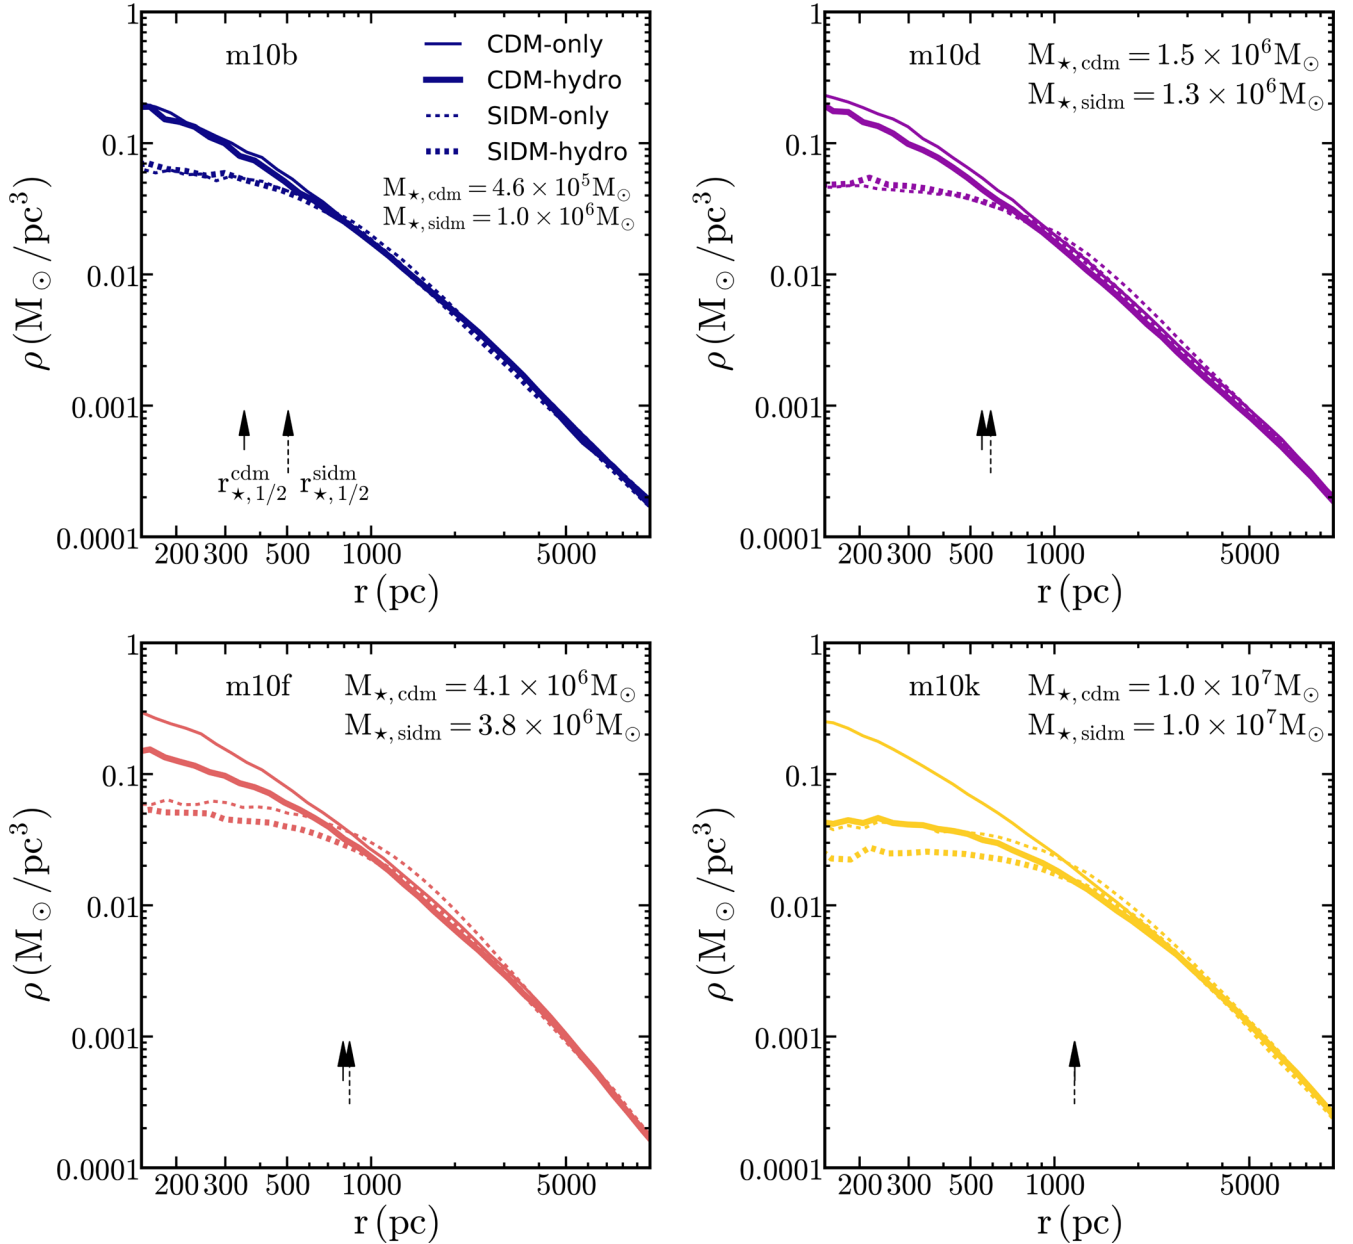 m10b
CDM-only
CDM-hydro
SIDM-only
SIDM-hydro
M⋆,cdm = 4.6 × 10⁵M⊙
M⋆,sidm = 1.0 × 10⁶M⊙
r⋆,1/2^cdm r⋆,1/2^sidm
1
0.1
0.01
0.001
0.0001
ρ (M⊙/pc³)
200 300 500 1000 5000
r (pc)
m10d
M⋆,cdm = 1.5 × 10⁶M⊙
M⋆,sidm = 1.3 × 10⁶M⊙
1
0.1
0.01
0.001
0.0001
ρ (M⊙/pc³)
200 300 500 1000 5000
r (pc)
m10f
M⋆,cdm = 4.1 × 10⁶M⊙
M⋆,sidm = 3.8 × 10⁶M⊙
1
0.1
0.01
0.001
0.0001
ρ (M⊙/pc³)
200 300 500 1000 5000
r (pc)
m10k
M⋆,cdm = 1.0 × 10⁷M⊙
M⋆,sidm = 1.0 × 10⁷M⊙
1
0.1
0.01
0.001
0.0001
ρ (M⊙/pc³)
200 300 500 1000 5000
r (pc)